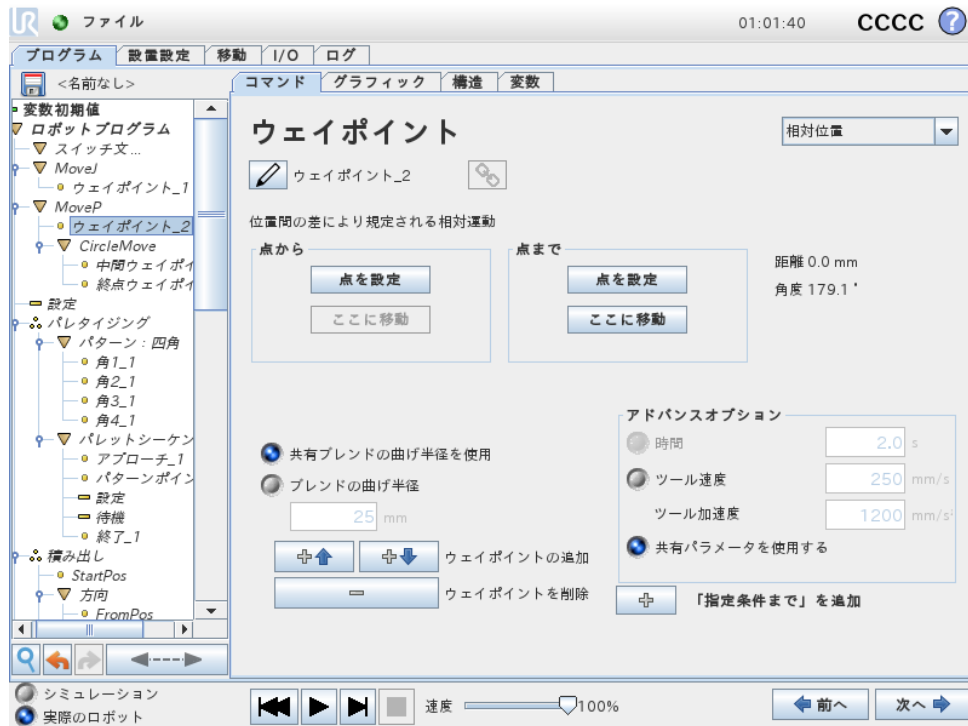 UR ファイル 01:01:40 CCCC ?
プログラム 設置設定 移動 I/O ログ
<名前なし>
変数初期値
ロボットプログラム
スイッチ文...
MoveJ
ウェイポイント_1
MoveP
ウェイポイント_2
CircleMove
中間ウェイポイ
終点ウェイポイ
設定
パレタイジング
パターン : 四角
角1_1
角2_1
角3_1
角4_1
パレットシーケン
アプローチ_1
パターンポイン
設定
待機
終了_1
積み出し
StartPos
方向
FromPos
コマンド グラフィック 構造 変数
ウェイポイント
相対位置
ウェイポイント_2
位置間の差により規定される相対運動
点から
点を設定
ここに移動
点まで
点を設定
ここに移動
距離 0.0 mm
角度 179.1 °
共有ブレンドの曲げ半径を使用
ブレンドの曲げ半径
25 mm
ウェイポイントの追加
ウェイポイントを削除
アドバンスオプション
時間 2.0 s
ツール速度 250 mm/s
ツール加速度 1200 mm/s²
共有パラメータを使用する
「指定条件まで」を追加
シミュレーション
実際のロボット
速度 100%
前へ 次へ